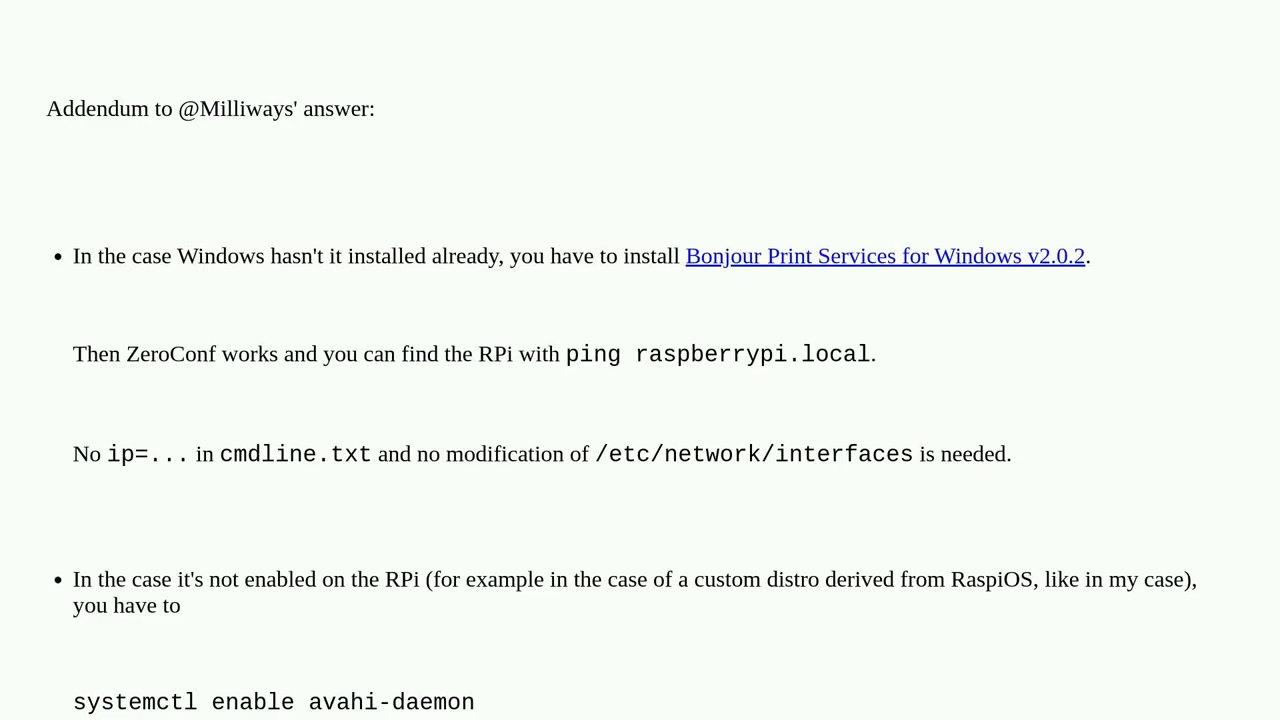 Addendum to @Milliways' answer:
• In the case Windows hasn't it installed already, you have to install Bonjour Print Services for Windows v2.0.2.
Then ZeroConf works and you can find the RPi with ping raspberrypi.local.
No ip=... in cmdline.txt and no modification of /etc/network/interfaces is needed.
• In the case it's not enabled on the RPi (for example in the case of a custom distro derived from RaspiOS, like in my case),
you have to
systemctl enable avahi-daemon